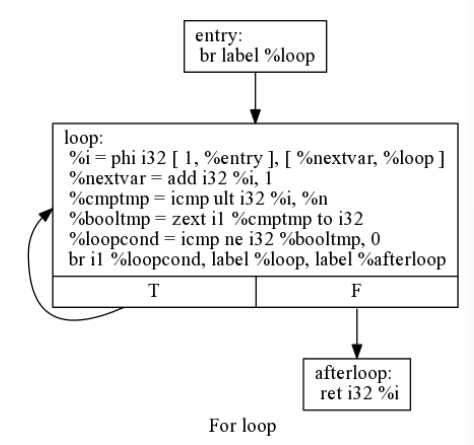 entry:
br label %loop
loop:
%i = phi i32 [ 1, %entry ], [ %nextvar, %loop ]
%nextvar = add i32 %i, 1
%cmptmp = icmp ult i32 %i, %n
%booltmp = zext i1 %cmptmp to i32
%loopcond = icmp ne i32 %booltmp, 0
br i1 %loopcond, label %loop, label %afterloop
T F
afterloop:
ret i32 %i
For loop